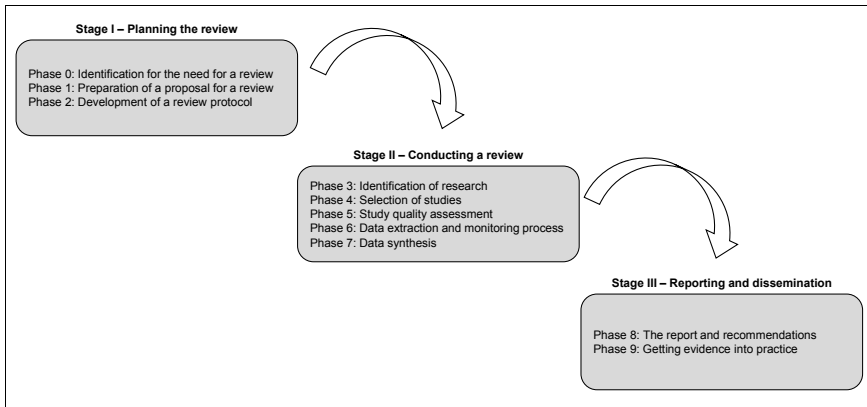 Stage I – Planning the review
Phase 0: Identification for the need for a review
Phase 1: Preparation of a proposal for a review
Phase 2: Development of a review protocol
Stage II – Conducting a review
Phase 3: Identification of research
Phase 4: Selection of studies
Phase 5: Study quality assessment
Phase 6: Data extraction and monitoring process
Phase 7: Data synthesis
Stage III – Reporting and dissemination
Phase 8: The report and recommendations
Phase 9: Getting evidence into practice